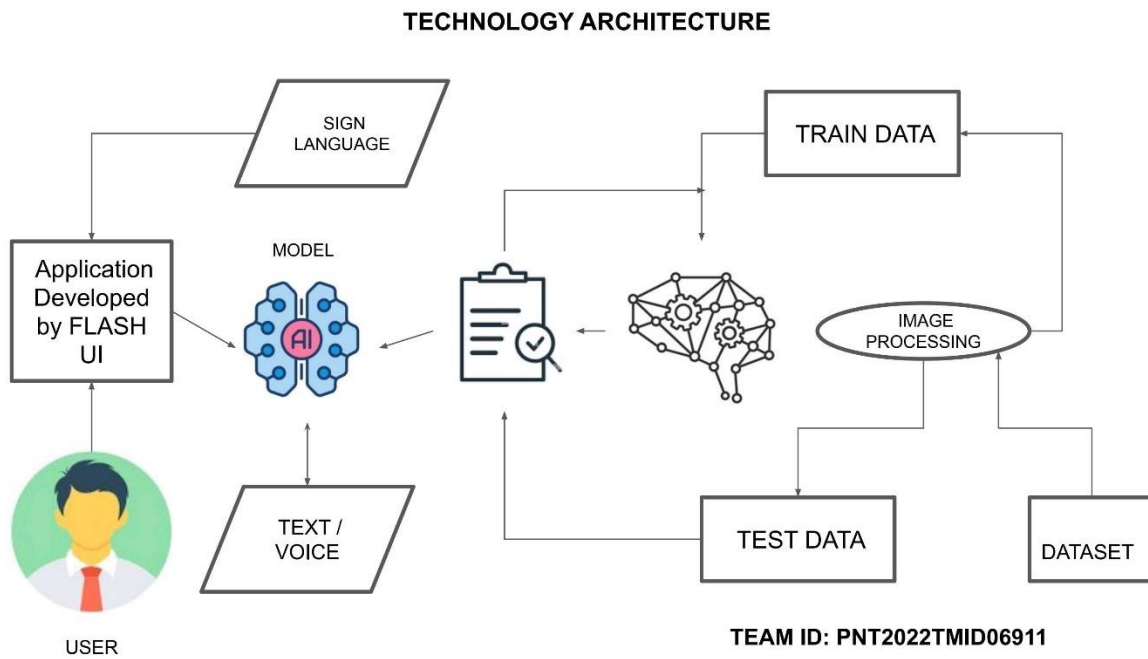 TECHNOLOGY ARCHITECTURE
SIGN
LANGUAGE
TRAIN DATA
Application
Developed
by FLASH
UI
MODEL
AI
IMAGE
PROCESSING
TEXT /
VOICE
TEST DATA
DATASET
USER
TEAM ID: PNT2022TMID06911